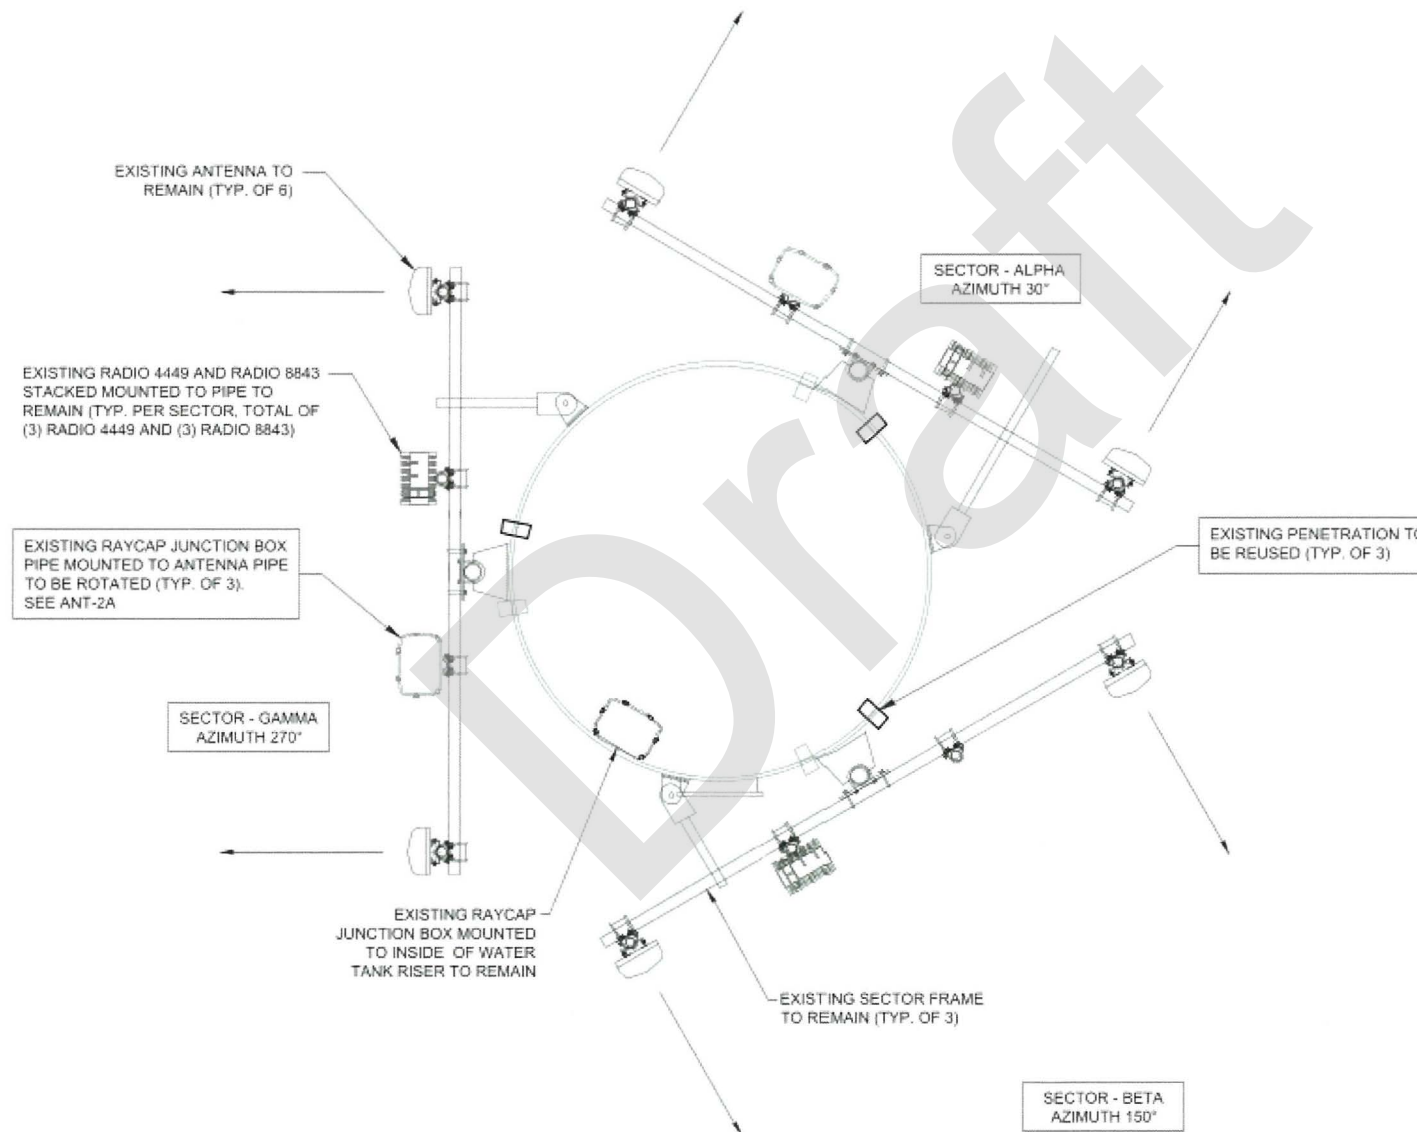 EXISTING ANTENNA TO
REMAIN (TYP. OF 6)
SECTOR - ALPHA
AZIMUTH 30°
EXISTING RADIO 4449 AND RADIO 8843
STACKED MOUNTED TO PIPE TO
REMAIN (TYP. PER SECTOR, TOTAL OF
(3) RADIO 4449 AND (3) RADIO 8843)
EXISTING RAYCAP JUNCTION BOX
PIPE MOUNTED TO ANTENNA PIPE
TO BE ROTATED (TYP. OF 3).
SEE ANT-2A
EXISTING PENETRATION TO
BE REUSED (TYP. OF 3)
SECTOR - GAMMA
AZIMUTH 270°
EXISTING RAYCAP
JUNCTION BOX MOUNTED
TO INSIDE OF WATER
TANK RISER TO REMAIN
EXISTING SECTOR FRAME
TO REMAIN (TYP. OF 3)
SECTOR - BETA
AZIMUTH 150°
Draft